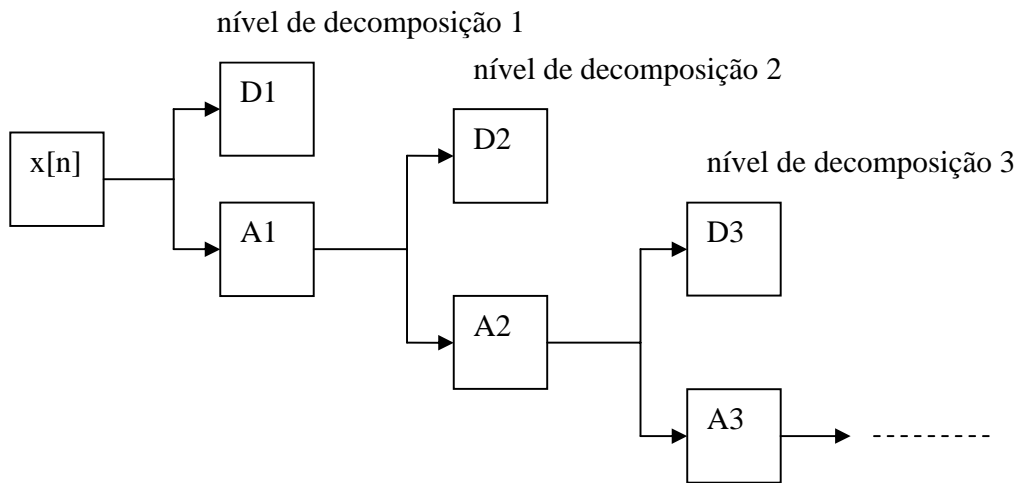 nível de decomposição 1
nível de decomposição 2
D1
D2
x[n]
nível de decomposição 3
A1
D3
A2
A3